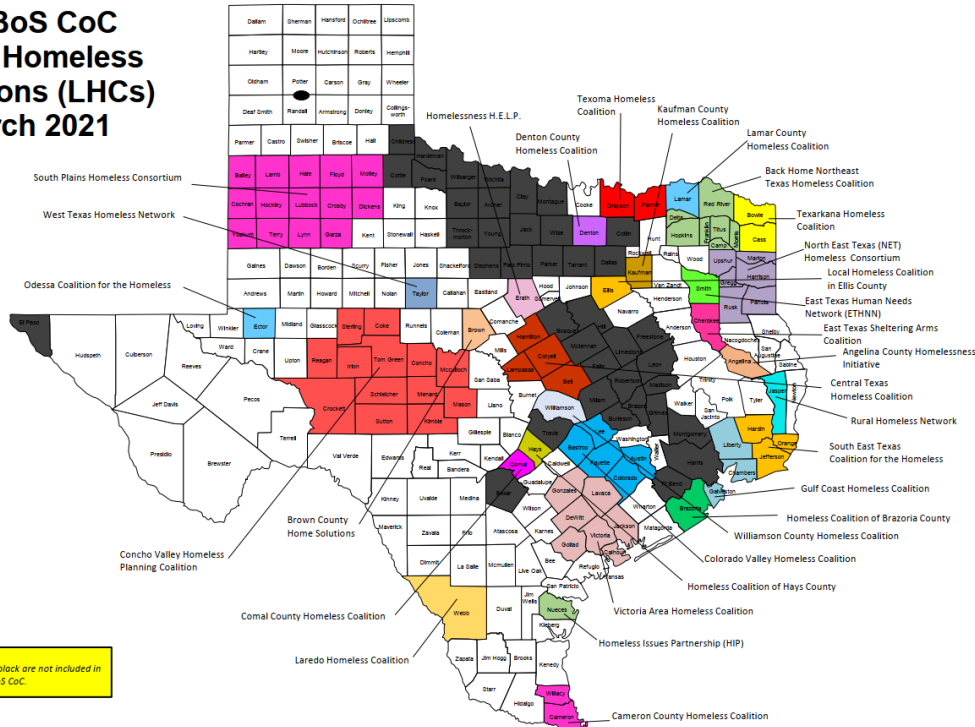 BoS CoC
Homeless
ons (LHCs)
rch 2021
Dallam Sherman Hansford Ochiltree Lipscomb
Hartley Moore Hutchinson Roberts Hemphill
Oldham Potter Carson Gray Wheeler
Deaf Smith Randall Armstrong Donley Collings-
worth
Parmer Castro Swisher Briscoe Hall Childress
Hardeman
Bailey Lamb Hale Floyd Motley Cottle Foard Wilbarger Wichita
Cochran Hockley Lubbock Crosby Dickens King Knox Baylor Archer Clay Montague Cooke Grayson Fannin Lamar Red River Bowie
Yoakum Terry Lynn Garza Kent Stonewall Haskell Throck-
morton Young Jack Wise Denton Collin Hunt Delta Hopkins Franklin Titus Camp Morris Cass
Gaines Dawson Borden Scurry Fisher Jones Shackelford Stephens Palo Pinto Parker Tarrant Dallas Rockwall Kaufman Rains Wood Upshur Marion
Andrews Martin Howard Mitchell Nolan Taylor Callahan Eastland Erath Hood Somervell Johnson Ellis Van Zandt Smith Gregg Harrison
Henderson Navarro Rusk Panola Cherokee Anderson
El Paso Hudspeth Culberson Reeves Loving Winkler Ector Midland Glasscock Sterling Coke Runnels Coleman Brown Comanche Hamilton Bosque Hill Freestone
Ward Crane Upton Reagan Irion Tom Green Concho McCulloch Mills Lampasas Coryell McLennan Limestone Falls Leon Houston Nacogdoches Shelby San
Augustine Sabine Angelina
Jeff Davis Pecos Crockett Schleicher Menard Mason San Saba Llano Burnet Bell Milam Robertson Madison Walker Trinity Polk Tyler Jasper Newton
Presidio Brewster Terrell Sutton Kimble Gillespie Blanco Williamson Travis Lee Burleson Brazos Grimes San
Jacinto Montgomery Liberty Hardin Orange Jefferson
Val Verde Edwards Real Kerr Bandera Kendall Comal Hays Caldwell Bastrop Fayette Washington Austin Waller Harris Chambers
Kinney Uvalde Medina Bexar Guadalupe Gonzales Lavaca Colorado Ft Bend Galveston Brazoria
Maverick Zavala Frio Atascosa Wilson Karnes DeWitt Victoria Jackson Wharton Matagorda
Dimmit La Salle Mcmullen Live Oak Bee Goliad Refugio Calhoun Aransas San Patricio
Webb Duval Jim
Wells Nueces Kleberg
Zapata Jim Hogg Brooks Kenedy
Starr Hidalgo Willacy Cameron
South Plains Homeless Consortium
West Texas Homeless Network
Odessa Coalition for the Homeless
Homelessness H.E.L.P.
Denton County
Homeless Coalition
Texoma Homeless
Coalition
Kaufman County
Homeless Coalition
Lamar County
Homeless Coalition
Back Home Northeast
Texas Homeless Coalition
Texarkana Homeless
Coalition
North East Texas (NET)
Homeless Consortium
Local Homeless Coalition
in Ellis County
East Texas Human Needs
Network (ETHNN)
East Texas Sheltering Arms
Coalition
Angelina County Homelessness
Initiative
Central Texas
Homeless Coalition
Rural Homeless Network
South East Texas
Coalition for the Homeless
Gulf Coast Homeless Coalition
Homeless Coalition of Brazoria County
Williamson County Homeless Coalition
Colorado Valley Homeless Coalition
Homeless Coalition of Hays County
Victoria Area Homeless Coalition
Homeless Issues Partnership (HIP)
Cameron County Homeless Coalition
Brown County
Home Solutions
Concho Valley Homeless
Planning Coalition
Comal County Homeless Coalition
Laredo Homeless Coalition
black are not included in
oS CoC.